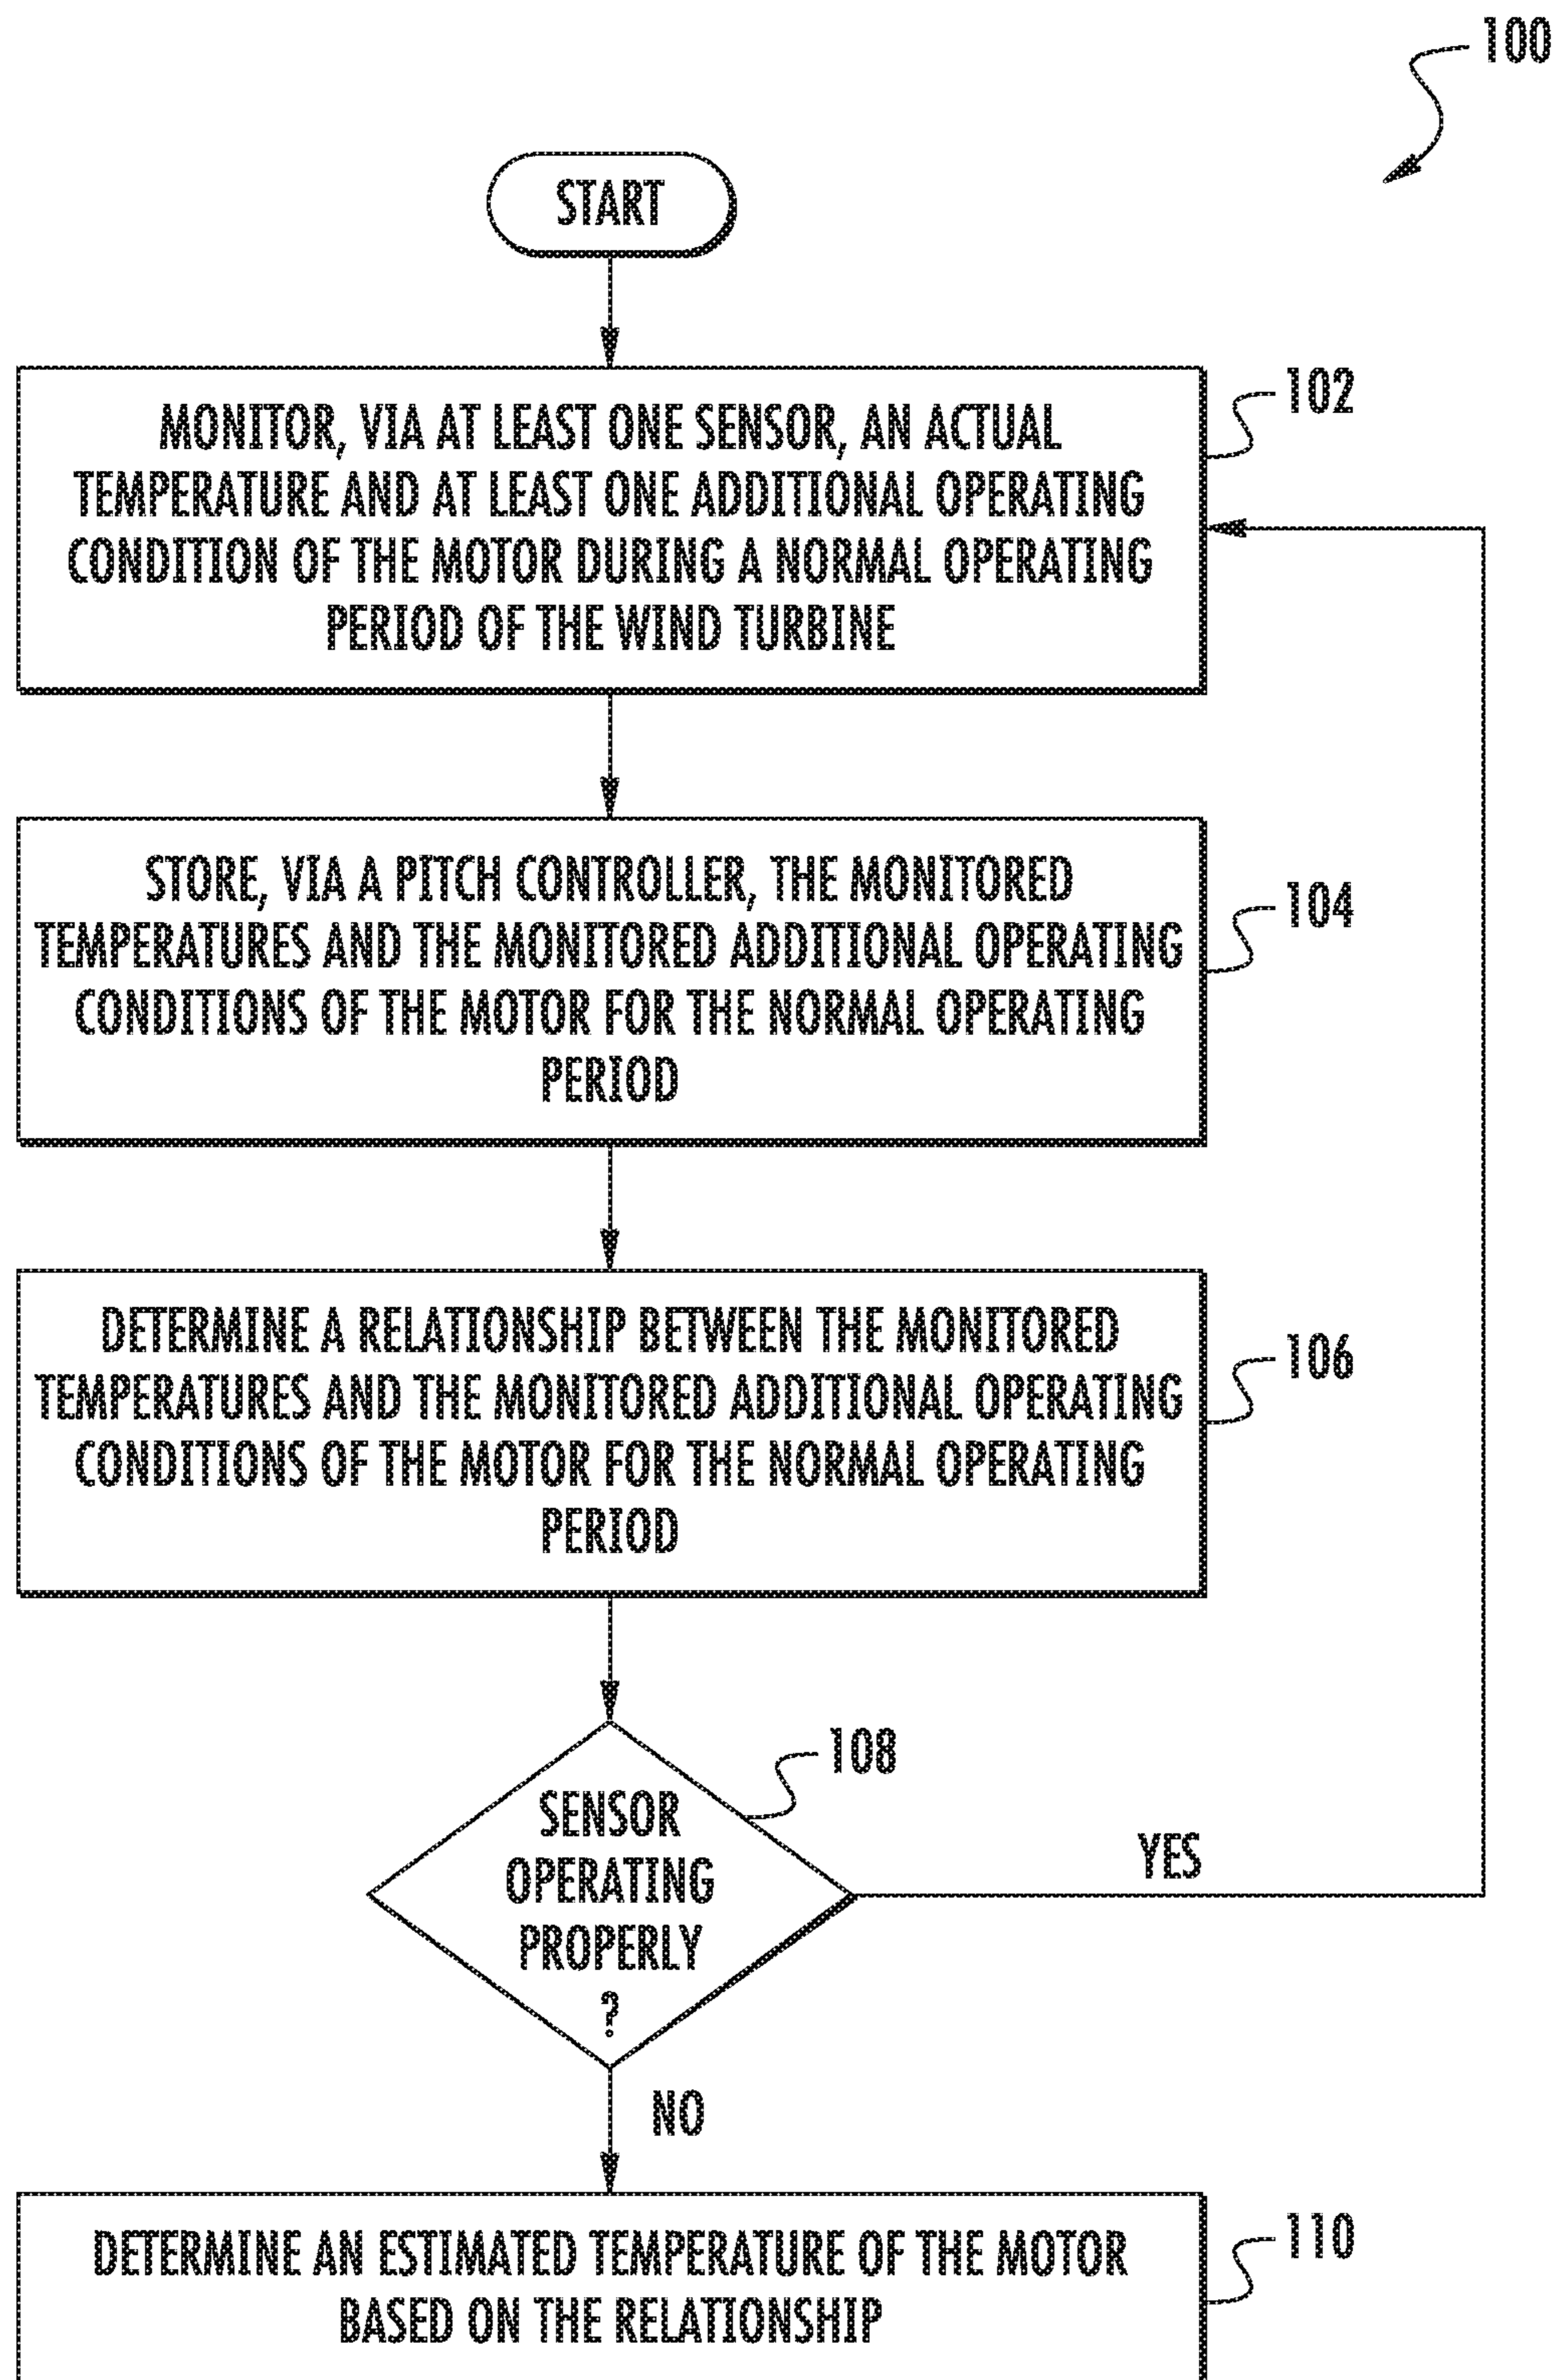 100
START
MONITOR, VIA AT LEAST ONE SENSOR, AN ACTUAL
TEMPERATURE AND AT LEAST ONE ADDITIONAL OPERATING
CONDITION OF THE MOTOR DURING A NORMAL OPERATING
PERIOD OF THE WIND TURBINE
102
STORE, VIA A PITCH CONTROLLER, THE MONITORED
TEMPERATURES AND THE MONITORED ADDITIONAL OPERATING
CONDITIONS OF THE MOTOR FOR THE NORMAL OPERATING
PERIOD
104
DETERMINE A RELATIONSHIP BETWEEN THE MONITORED
TEMPERATURES AND THE MONITORED ADDITIONAL OPERATING
CONDITIONS OF THE MOTOR FOR THE NORMAL OPERATING
PERIOD
106
SENSOR
OPERATING
PROPERLY
?
108
YES
NO
DETERMINE AN ESTIMATED TEMPERATURE OF THE MOTOR
BASED ON THE RELATIONSHIP
110